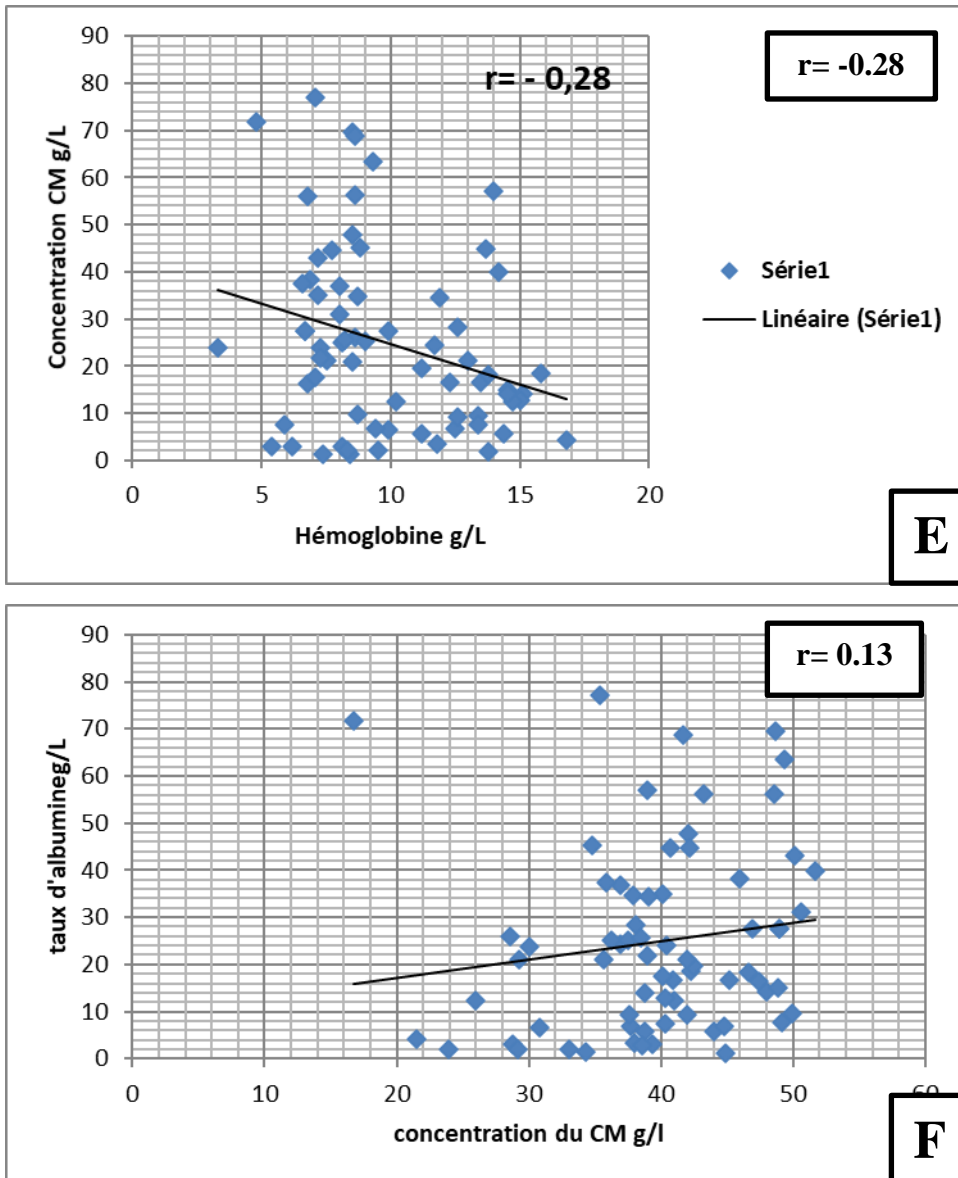 r= - 0,28
r= -0.28
Concentration CM g/L
90
80
70
60
50
40
30
20
10
0
0 5 10 15 20
Hémoglobine g/L
Série1
Linéaire (Série1)
E
r= 0.13
taux d'albumineg/L
90
80
70
60
50
40
30
20
10
0
0 10 20 30 40 50 60
concentration du CM g/l
F